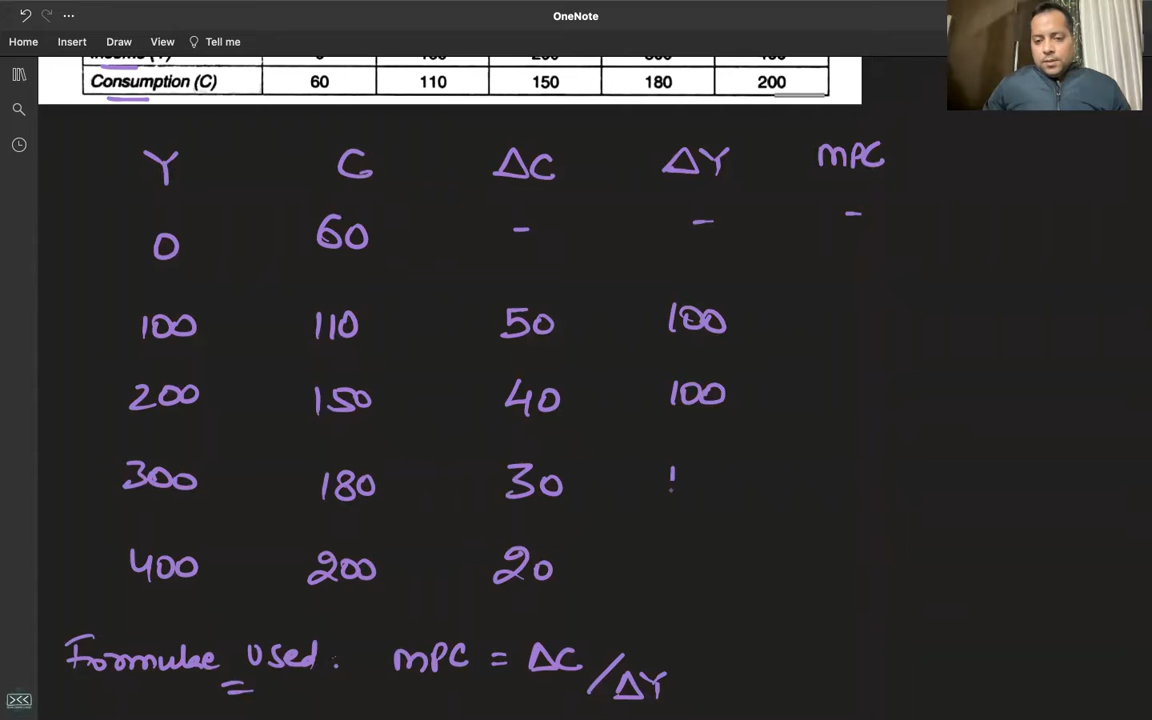 OneNote
Home Insert Draw View Tell me
Consumption (C) 60 110 150 180 200
Y C ΔC ΔY MPC
0 60 - - -
100 110 50 100
200 150 40 100
300 180 30
400 200 20
Formulae Used: MPC = ΔC/ΔY